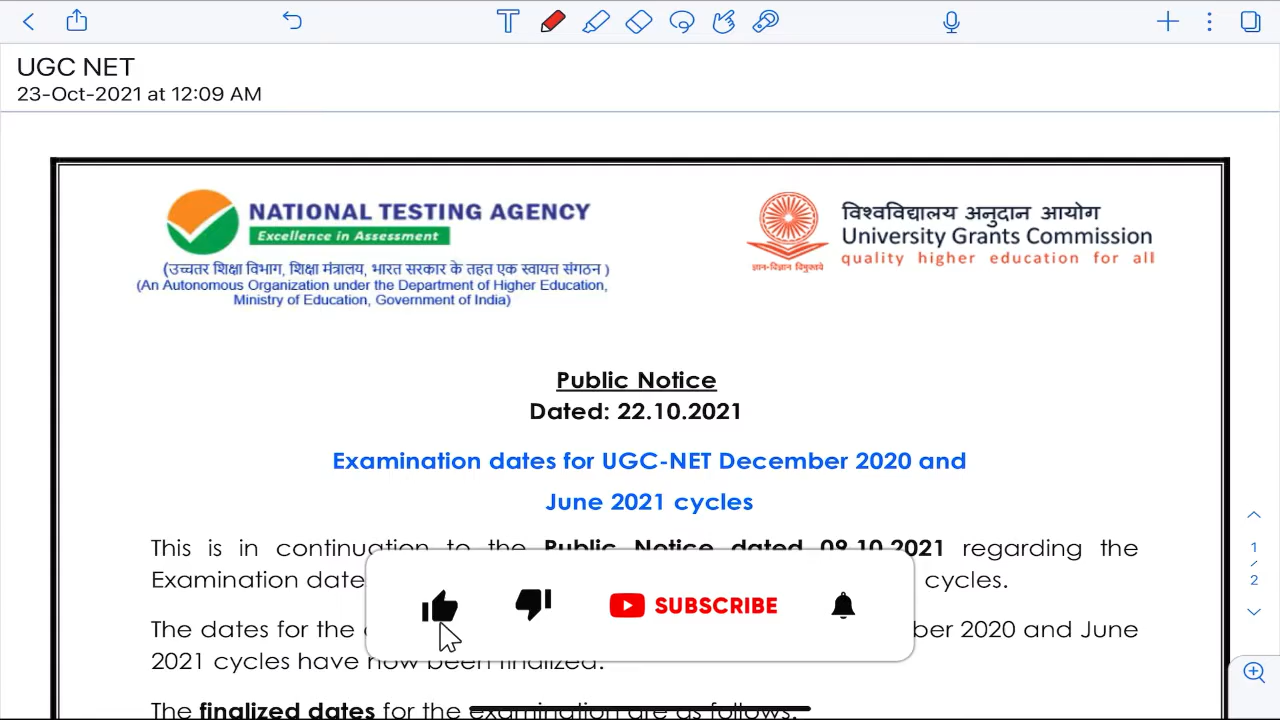 UGC NET
23-Oct-2021 at 12:09 AM
NATIONAL TESTING AGENCY
Excellence in Assessment
(उच्चतर शिक्षा विभाग, शिक्षा मंत्रालय, भारत सरकार के तहत एक स्वायत्त संगठन )
(An Autonomous Organization under the Department of Higher Education,
Ministry of Education, Government of India)
विश्वविद्यालय अनुदान आयोग
University Grants Commission
quality higher education for all
ज्ञान-विज्ञान विमुक्तये
Public Notice
Dated: 22.10.2021
Examination dates for UGC-NET December 2020 and
June 2021 cycles
This is in continuation to the Public Notice dated 09.10.2021 regarding the
Examination date cycles.
The dates for the ber 2020 and June
2021 cycles have now been finalized.
The finalized dates for the examination are as follows:
SUBSCRIBE
1
/
2